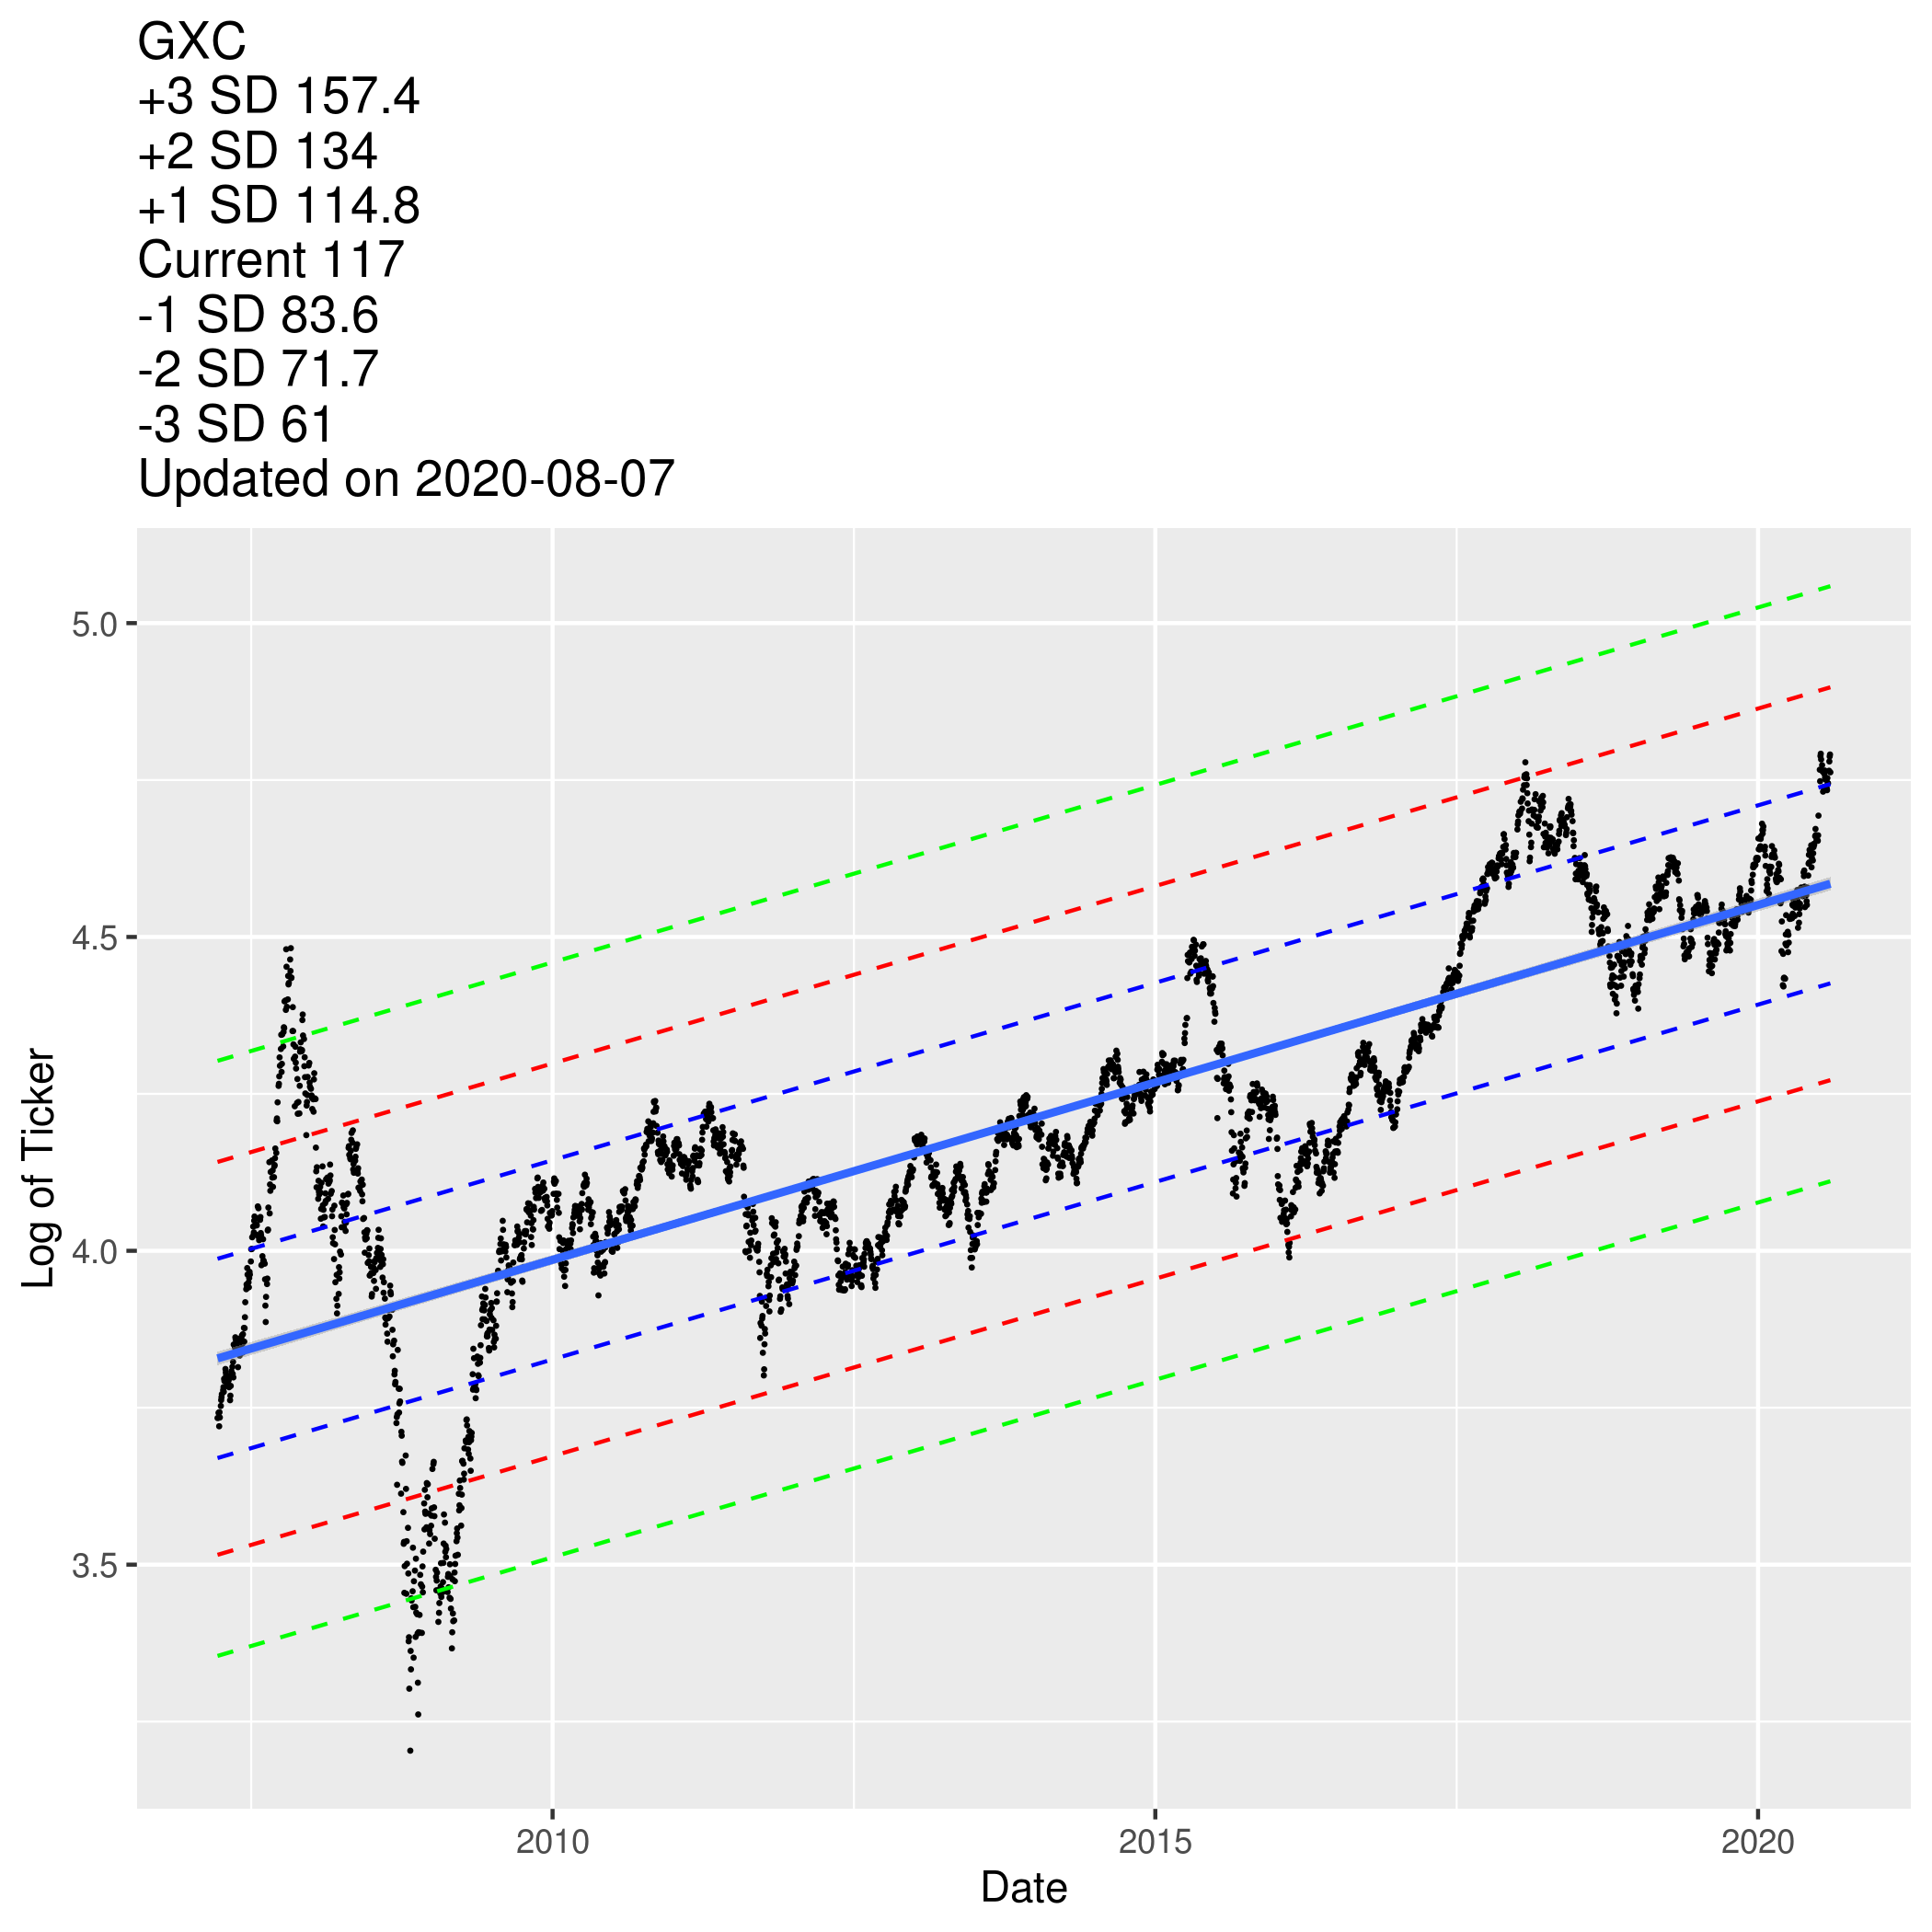 GXC
+3 SD 157.4
+2 SD 134
+1 SD 114.8
Current 117
-1 SD 83.6
-2 SD 71.7
-3 SD 61
Updated on 2020-08-07
5.0
4.5
4.0
3.5
Log of Ticker
2010 2015 2020
Date